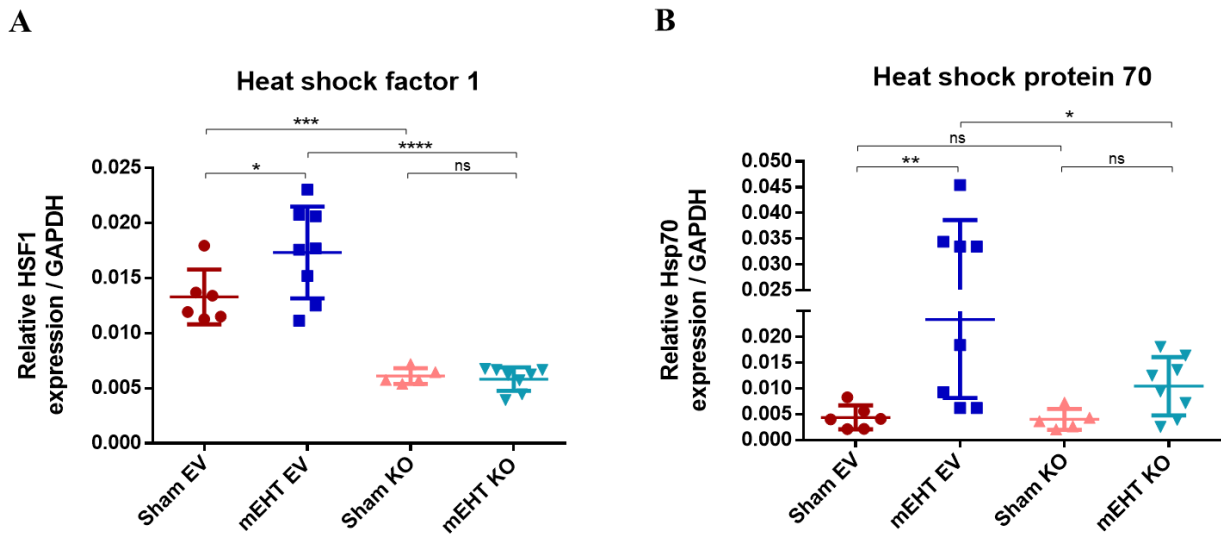 A
Heat shock factor 1
***
****
*
ns
Relative HSF1
expression / GAPDH
0.025
0.020
0.015
0.010
0.005
0.000
Sham EV
mEHT EV
Sham KO
mEHT KO
B
Heat shock protein 70
*
ns
**
ns
Relative Hsp70
expression / GAPDH
0.050
0.045
0.040
0.035
0.030
0.025
0.020
0.015
0.010
0.005
0.000
Sham EV
mEHT EV
Sham KO
mEHT KO